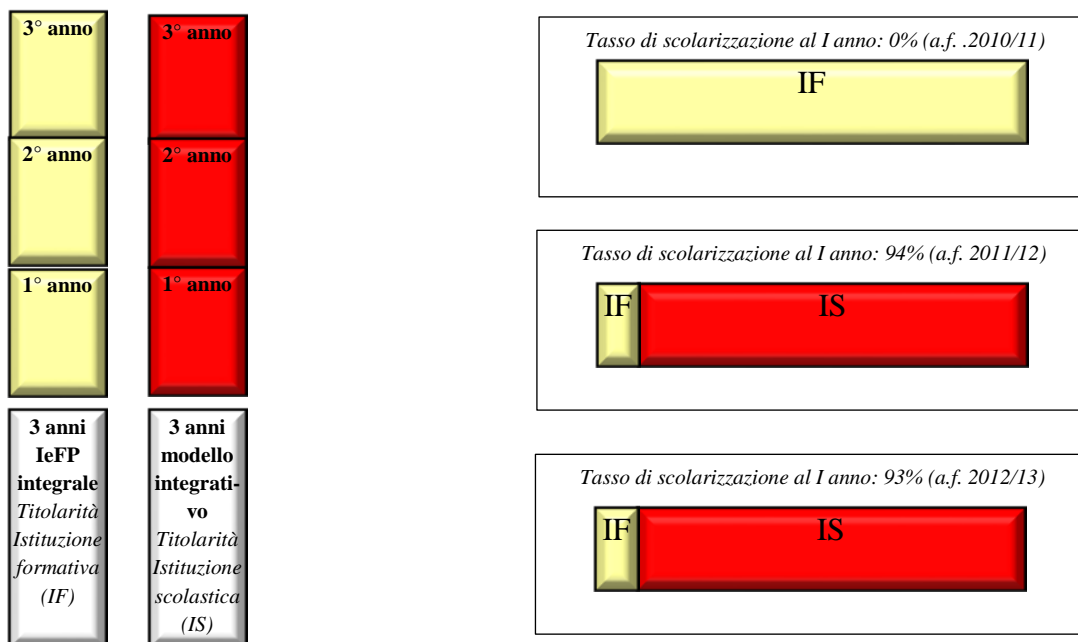 3° anno
2° anno
1° anno
3 anni
IeFP
integrale
Titolarità
Istituzione
formativa
(IF)
3° anno
2° anno
1° anno
3 anni
modello
integrati-
vo
Titolarità
Istituzione
scolastica
(IS)
Tasso di scolarizzazione al I anno: 0% (a.f. .2010/11)
IF
Tasso di scolarizzazione al I anno: 94% (a.f. 2011/12)
IF IS
Tasso di scolarizzazione al I anno: 93% (a.f. 2012/13)
IF IS